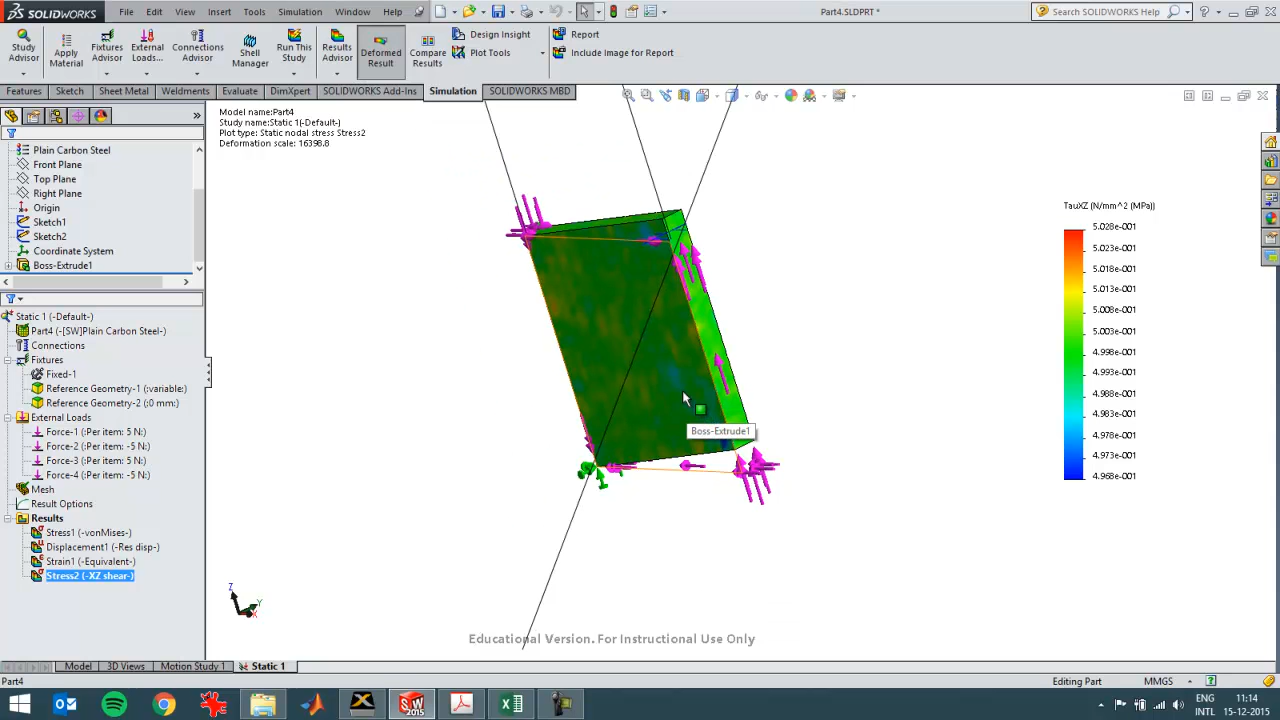 SOLIDWORKS File Edit View Insert Tools Simulation Window Help Part4.SLDPRT * Search SOLIDWORKS Help
Study Advisor
Apply Material
Fixtures Advisor
External Loads...
Connections Advisor
Shell Manager
Run This Study
Results Advisor
Deformed Result
Compare Results
Design Insight
Plot Tools
Report
Include Image for Report
Features Sketch Sheet Metal Weldments Evaluate DimXpert SOLIDWORKS Add-Ins Simulation SOLIDWORKS MBD
Model name:Part4
Study name:Static 1(-Default-)
Plot type: Static nodal stress Stress2
Deformation scale: 16398.8
Plain Carbon Steel
Front Plane
Top Plane
Right Plane
Origin
Sketch1
Sketch2
Coordinate System
Boss-Extrude1
Static 1 (-Default-)
Part4 (-[SW]Plain Carbon Steel-)
Connections
Fixtures
Fixed-1
Reference Geometry-1 (:variable:)
Reference Geometry-2 (:0 mm:)
External Loads
Force-1 (:Per item: 5 N:)
Force-2 (:Per item: -5 N:)
Force-3 (:Per item: 5 N:)
Force-4 (:Per item: -5 N:)
Mesh
Result Options
Results
Stress1 (-vonMises-)
Displacement1 (-Res disp-)
Strain1 (-Equivalent-)
Stress2 (-XZ shear-)
Boss-Extrude1
TauXZ (N/mm^2 (MPa))
5.028e-001
5.023e-001
5.018e-001
5.013e-001
5.008e-001
5.003e-001
4.998e-001
4.993e-001
4.988e-001
4.983e-001
4.978e-001
4.973e-001
4.968e-001
Z
Y
X
Educational Version. For Instructional Use Only
Model 3D Views Motion Study 1 Static 1
Editing Part MMGS
SW
2015
ENG
INTL
11:14
15-12-2015